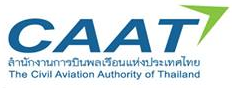 CAAT
สำนักงานการบินพลเรือนแห่งประเทศไทย
The Civil Aviation Authority of Thailand